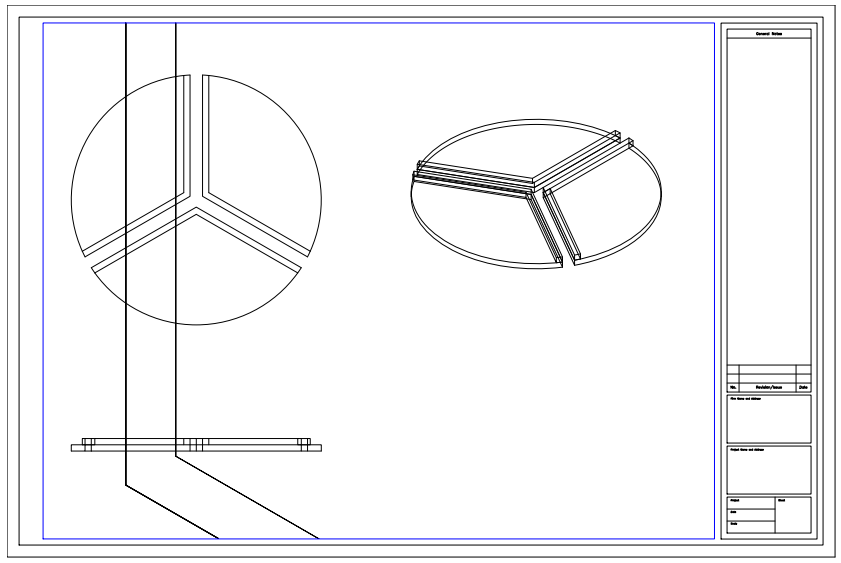 General Notes
No. Revision/Issue Date
Firm Name and Address
Project Name and Address
Project Sheet
Date
Scale